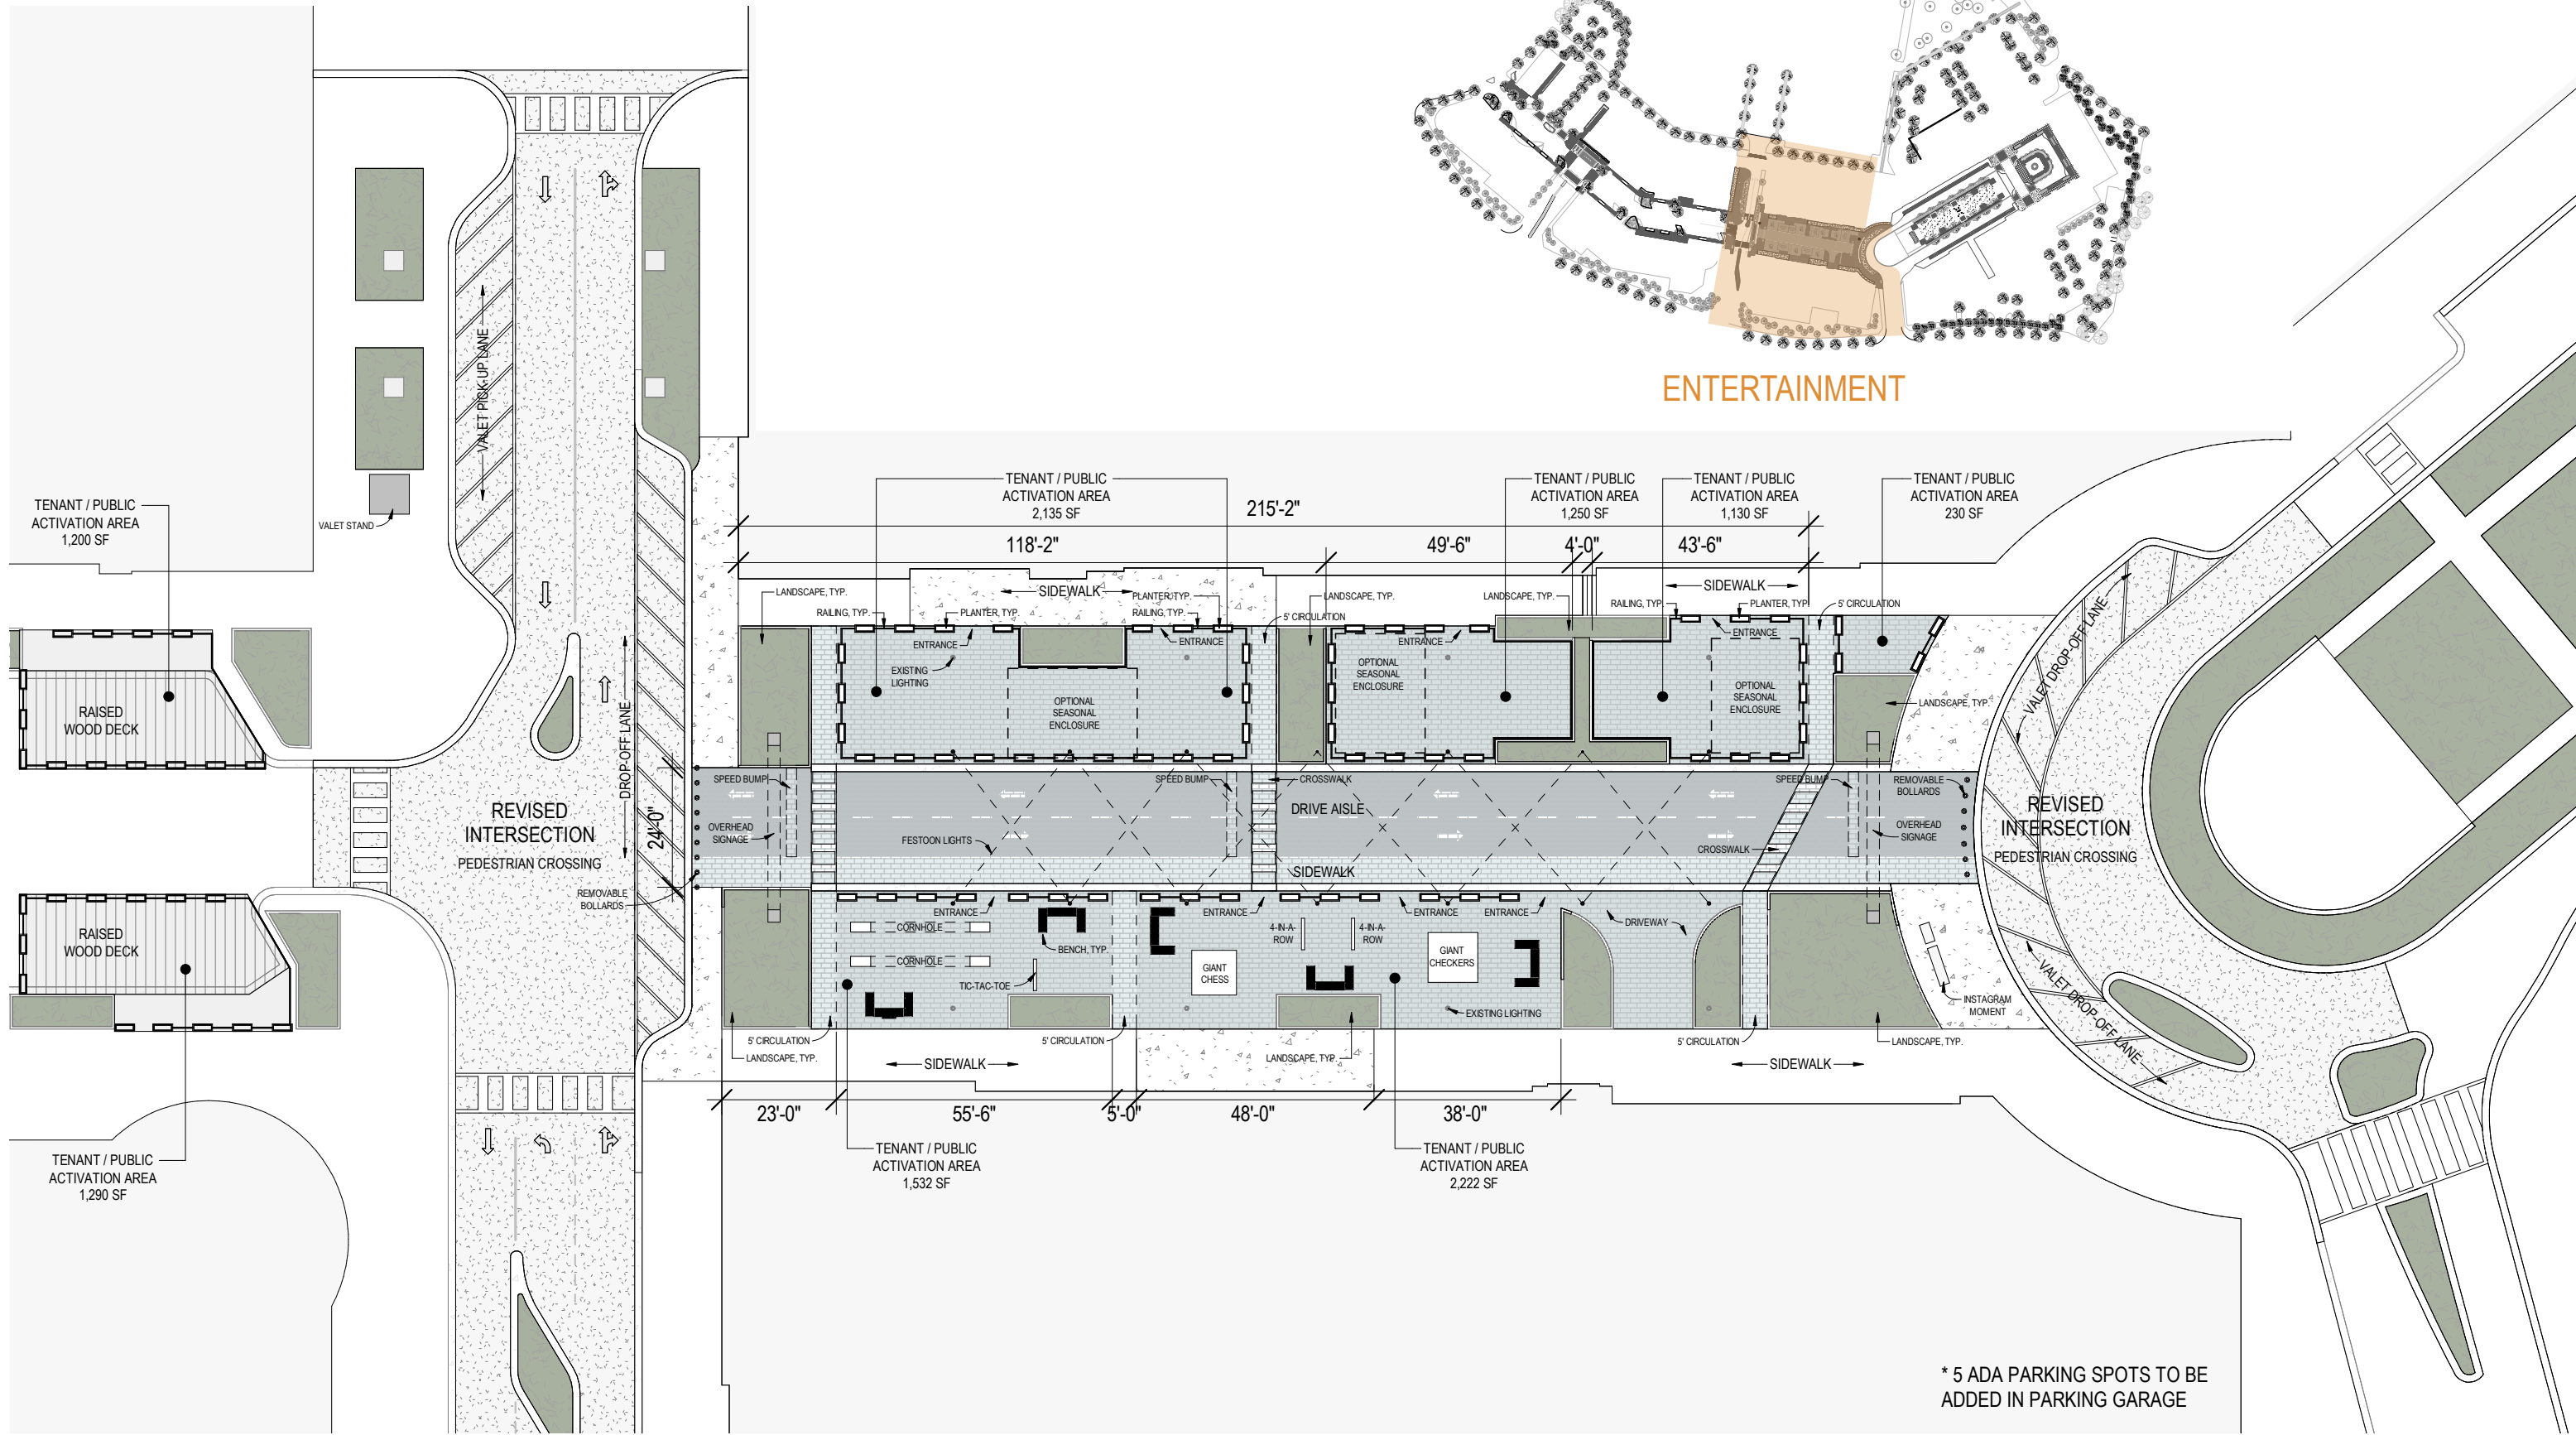 ENTERTAINMENT
TENANT / PUBLIC
ACTIVATION AREA
1,200 SF
VALET STAND
VALET PICK-UP LANE
TENANT / PUBLIC
ACTIVATION AREA
2,135 SF
TENANT / PUBLIC
ACTIVATION AREA
1,250 SF
TENANT / PUBLIC
ACTIVATION AREA
1,130 SF
TENANT / PUBLIC
ACTIVATION AREA
230 SF
215'-2"
118'-2"
49'-6"
4'-0"
43'-6"
LANDSCAPE, TYP.
SIDEWALK
PLANTER, TYP.
LANDSCAPE, TYP.
LANDSCAPE, TYP.
SIDEWALK
RAILING, TYP.
PLANTER, TYP.
RAILING, TYP.
5' CIRCULATION
RAILING, TYP.
PLANTER, TYP.
5' CIRCULATION
ENTRANCE
ENTRANCE
ENTRANCE
ENTRANCE
EXISTING
LIGHTING
OPTIONAL
SEASONAL
ENCLOSURE
OPTIONAL
SEASONAL
ENCLOSURE
OPTIONAL
SEASONAL
ENCLOSURE
LANDSCAPE, TYP.
VALET DROP-OFF LANE
RAISED
WOOD DECK
DROP-OFF LANE
24'-0"
REVISED
INTERSECTION
PEDESTRIAN CROSSING
SPEED BUMP
OVERHEAD
SIGNAGE
SPEED BUMP
CROSSWALK
DRIVE AISLE
FESTOON LIGHTS
SIDEWALK
SPEED BUMP
REMOVABLE
BOLLARDS
OVERHEAD
SIGNAGE
CROSSWALK
REVISED
INTERSECTION
PEDESTRIAN CROSSING
REMOVABLE
BOLLARDS
RAISED
WOOD DECK
ENTRANCE
ENTRANCE
ENTRANCE
ENTRANCE
CORNHOLE
CORNHOLE
BENCH, TYP.
TIC-TAC-TOE
GIANT
CHESS
4-IN-A-
ROW
4-IN-A-
ROW
GIANT
CHECKERS
DRIVEWAY
EXISTING LIGHTING
INSTAGRAM
MOMENT
VALET DROP-OFF LANE
5' CIRCULATION
LANDSCAPE, TYP.
SIDEWALK
5' CIRCULATION
LANDSCAPE, TYP.
5' CIRCULATION
SIDEWALK
LANDSCAPE, TYP.
23'-0"
55'-6"
5'-0"
48'-0"
38'-0"
TENANT / PUBLIC
ACTIVATION AREA
1,290 SF
TENANT / PUBLIC
ACTIVATION AREA
1,532 SF
TENANT / PUBLIC
ACTIVATION AREA
2,222 SF
* 5 ADA PARKING SPOTS TO BE
ADDED IN PARKING GARAGE